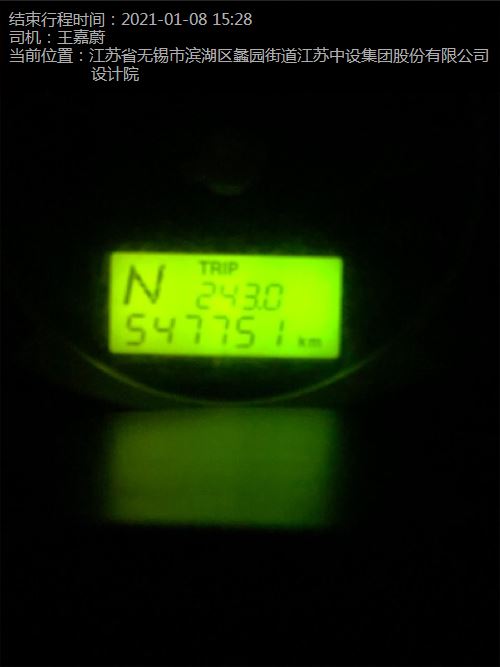 结束行程时间：2021-01-08 15:28
司机：王嘉蔚
当前位置：江苏省无锡市滨湖区蠡园街道江苏中设集团股份有限公司
设计院
TRIP
N 243.0
547751 km